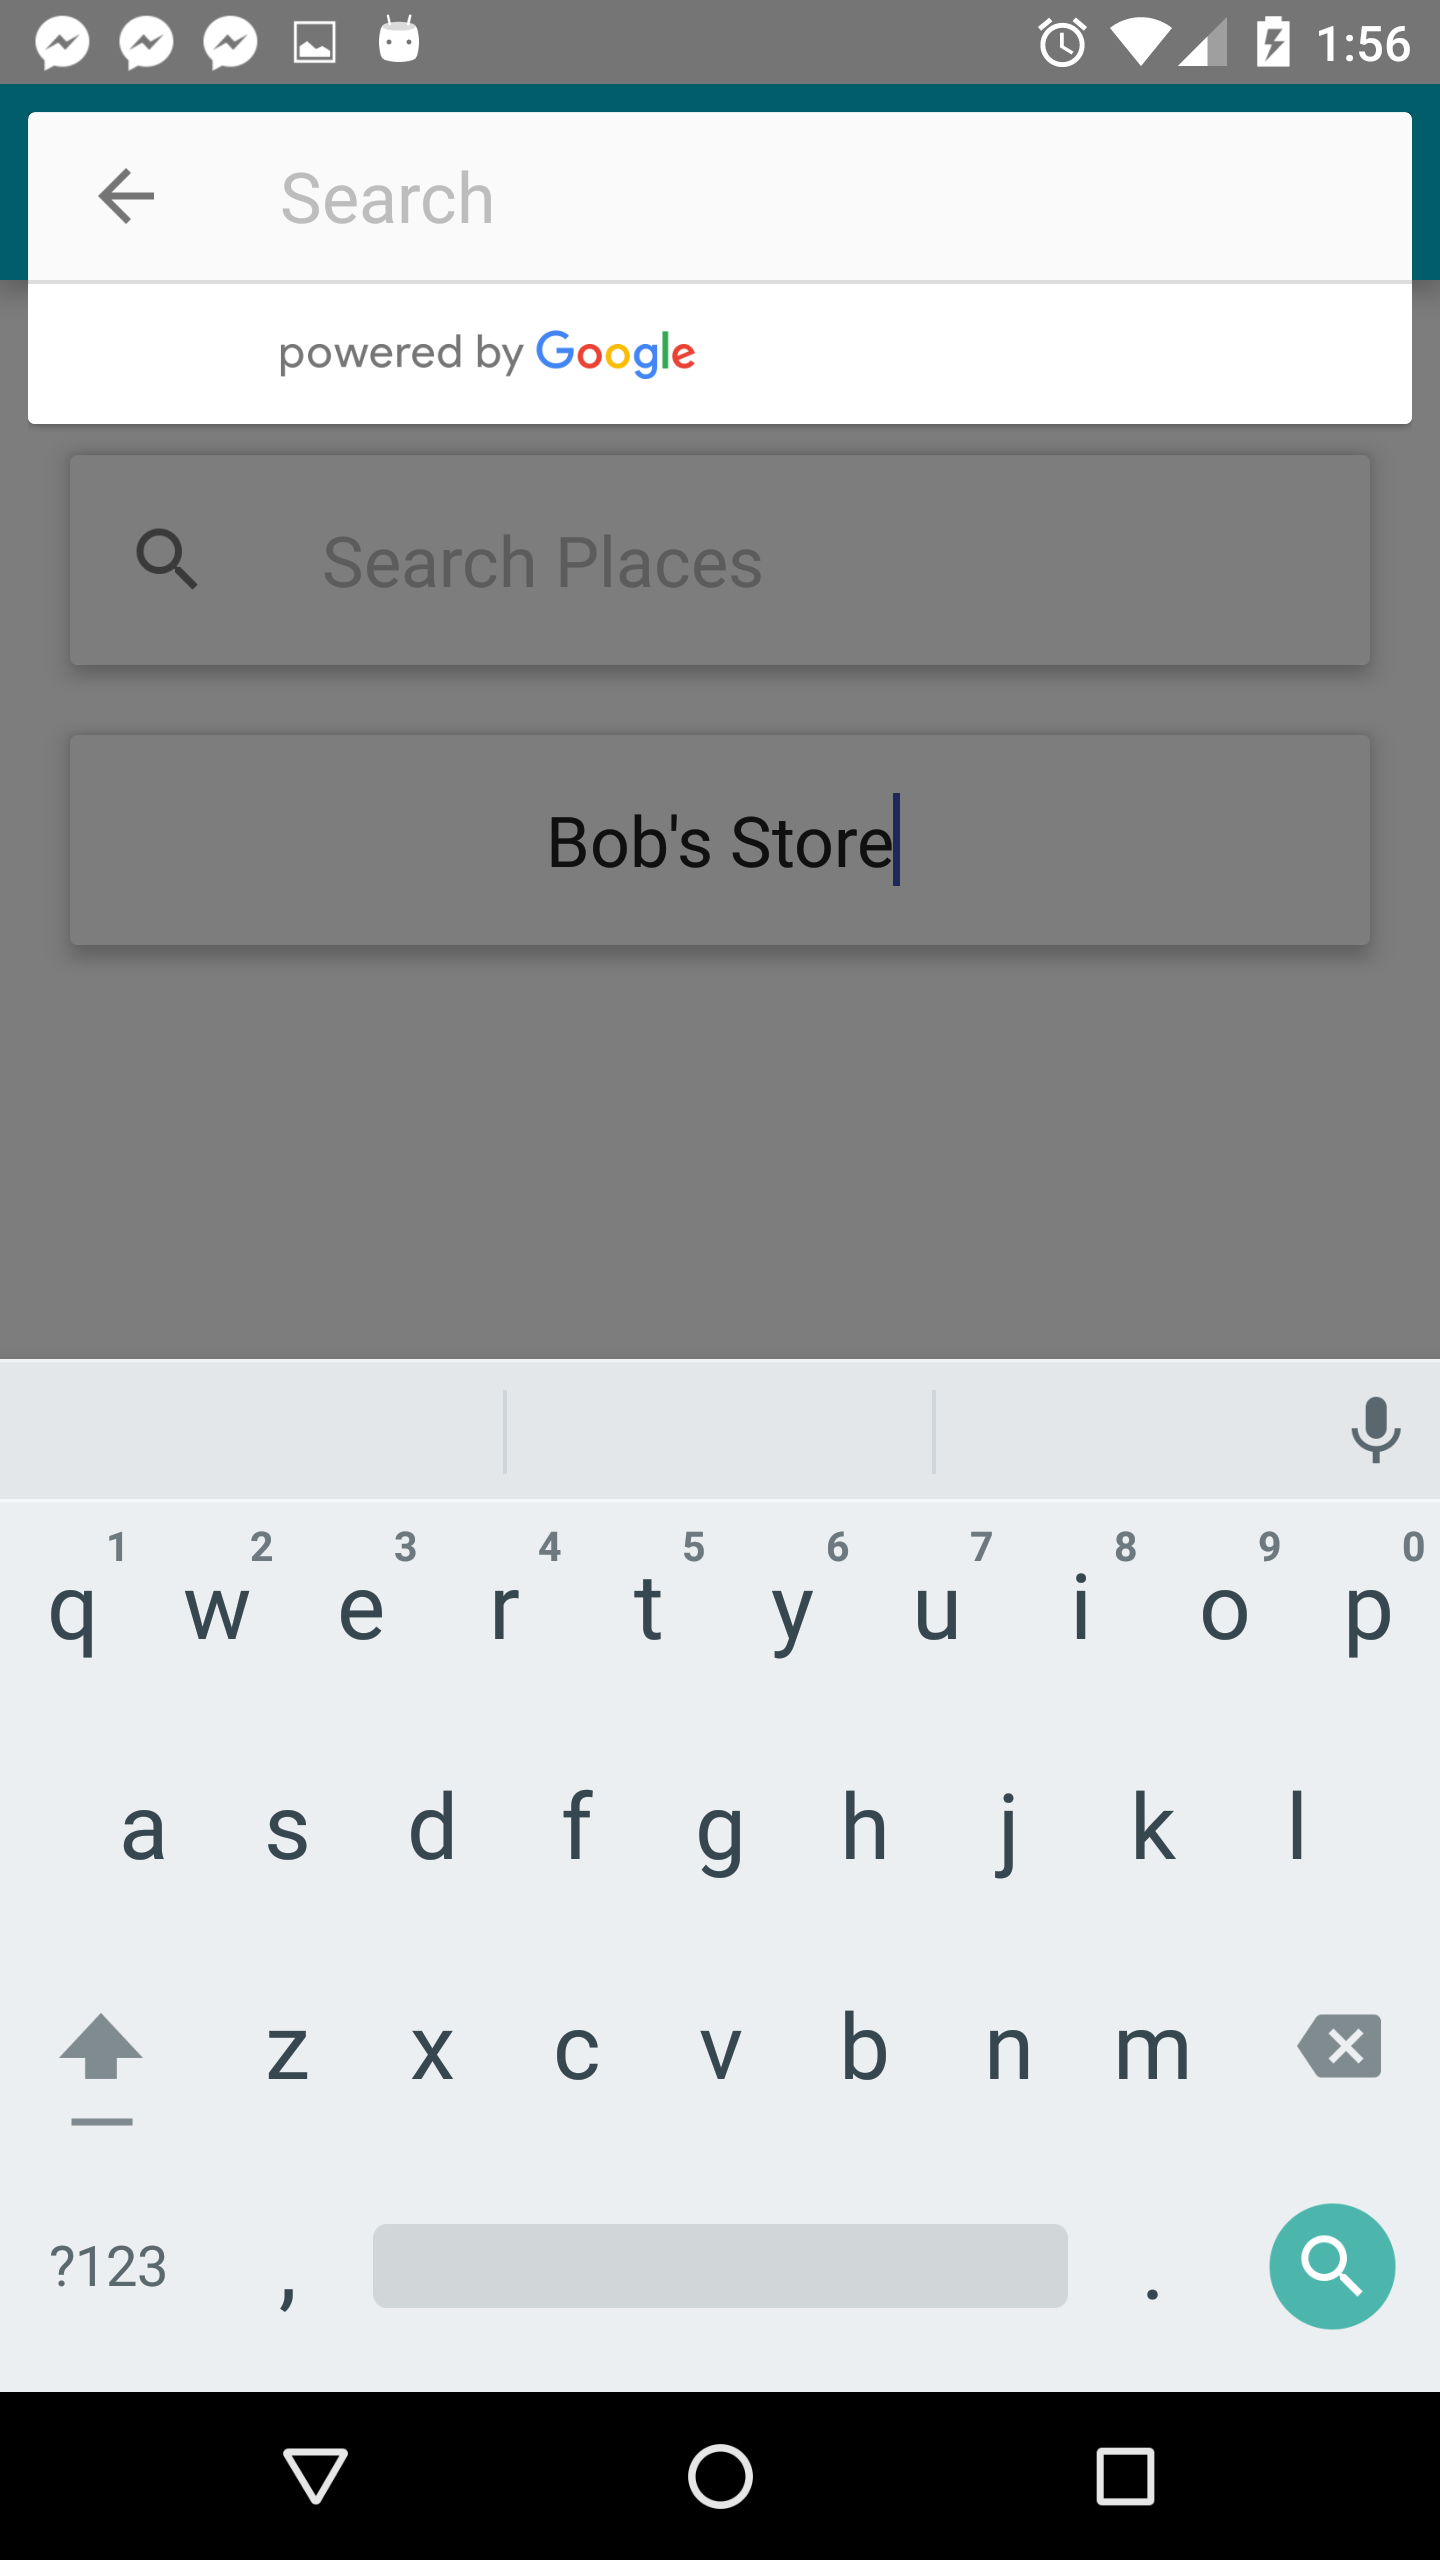 1:56
Search
powered by Google
Search Places
Bob's Store
1 2 3 4 5 6 7 8 9 0
q w e r t y u i o p
a s d f g h j k l
z x c v b n m
?123 , .